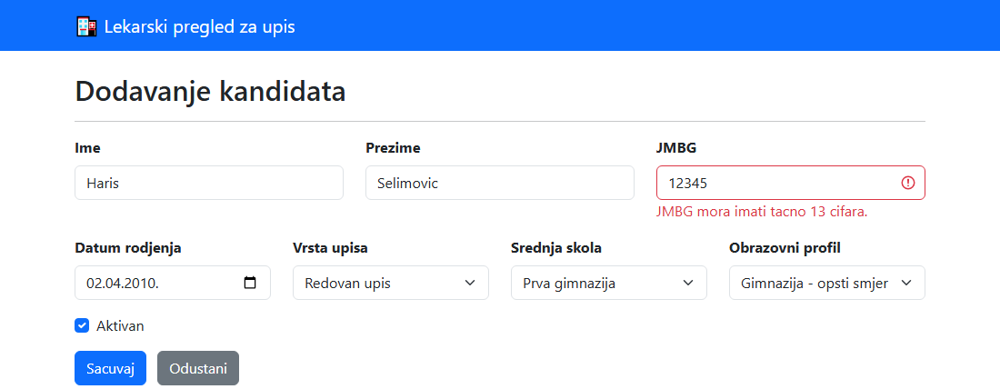 Lekarski pregled za upis
Dodavanje kandidata
Ime Prezime JMBG
Haris Selimovic 12345
JMBG mora imati tacno 13 cifara.
Datum rodjenja Vrsta upisa Srednja skola Obrazovni profil
02.04.2010. Redovan upis Prva gimnazija Gimnazija - opsti smjer
Aktivan
Sacuvaj Odustani